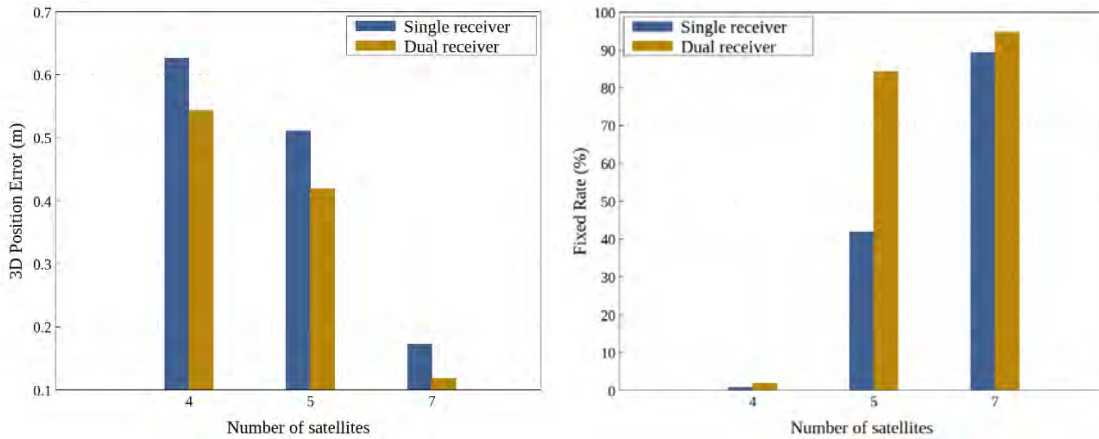 0.7
0.6
0.5
0.4
0.3
0.2
0.1
3D Position Error (m)
Single receiver
Dual receiver
4 5 7
Number of satellites
100
90
80
70
60
50
40
30
20
10
0
Fixed Rate (%)
Single receiver
Dual receiver
4 5 7
Number of satellites